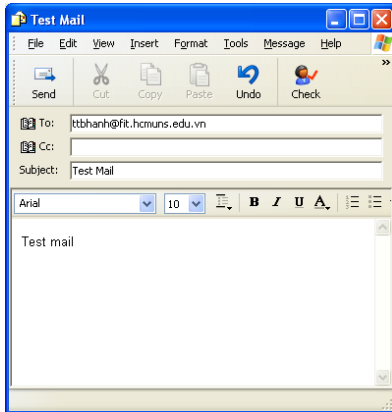 Test Mail
File Edit View Insert Format Tools Message Help
Send Cut Copy Paste Undo Check »
To: ttbhanh@fit.hcmuns.edu.vn
Cc:
Subject: Test Mail
Arial 10 B I U A
Test mail